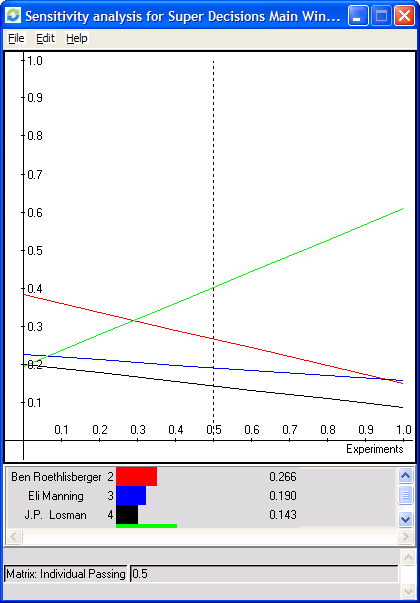 Sensitivity analysis for Super Decisions Main Win...
File Edit Help
1.0
0.9
0.8
0.7
0.6
0.5
0.4
0.3
0.2
0.1
0.1 0.2 0.3 0.4 0.5 0.6 0.7 0.8 0.9 1.0
Experiments
Ben Roethlisberger 2 0.266
Eli Manning 3 0.190
J.P. Losman 4 0.143
Matrix: Individual Passing 0.5